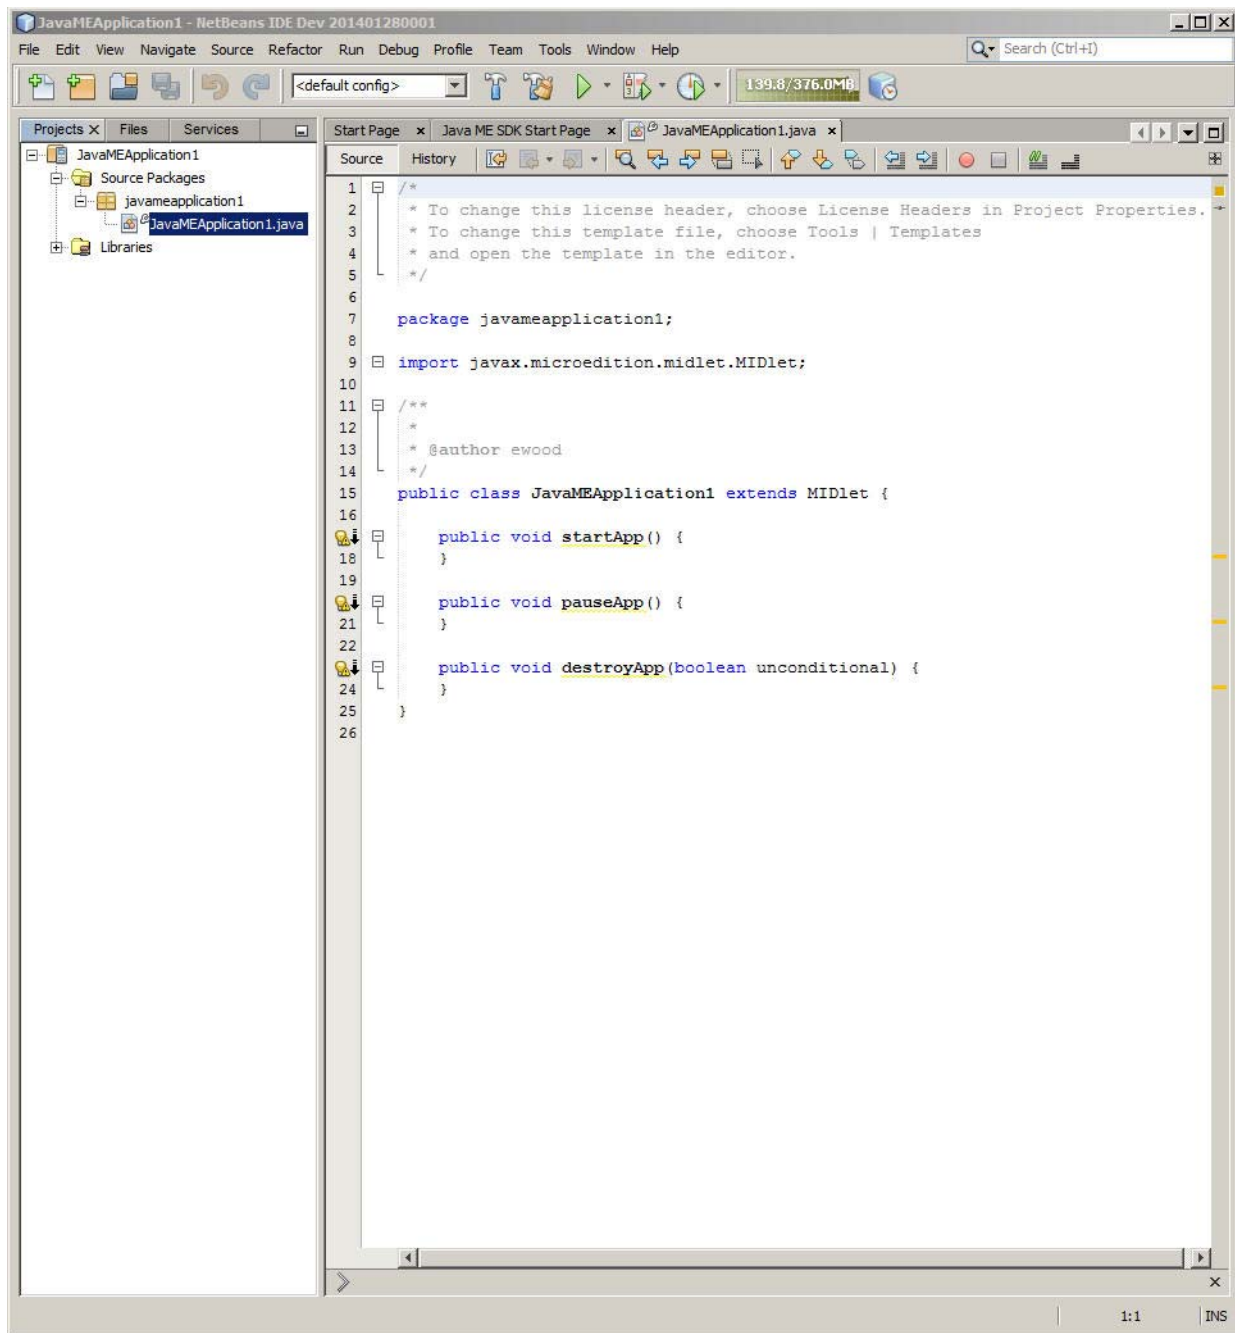 JavaMEApplication1 - NetBeans IDE Dev 201401280001
File Edit View Navigate Source Refactor Run Debug Profile Team Tools Window Help
Search (Ctrl+I)
<default config>
139.8/376.0MB
Projects Files Services
Start Page Java ME SDK Start Page JavaMEApplication1.java
JavaMEApplication1
Source Packages
javameapplication1
JavaMEApplication1.java
Libraries
Source History
1 /*
2 * To change this license header, choose License Headers in Project Properties.
3 * To change this template file, choose Tools | Templates
4 * and open the template in the editor.
5 */
6
7 package javameapplication1;
8
9 import javax.microedition.midlet.MIDlet;
10
11 /**
12 *
13 * @author ewood
14 */
15 public class JavaMEApplication1 extends MIDlet {
16
public void startApp() {
18 }
19
public void pauseApp() {
21 }
22
public void destroyApp(boolean unconditional) {
24 }
25 }
26
1:1 INS